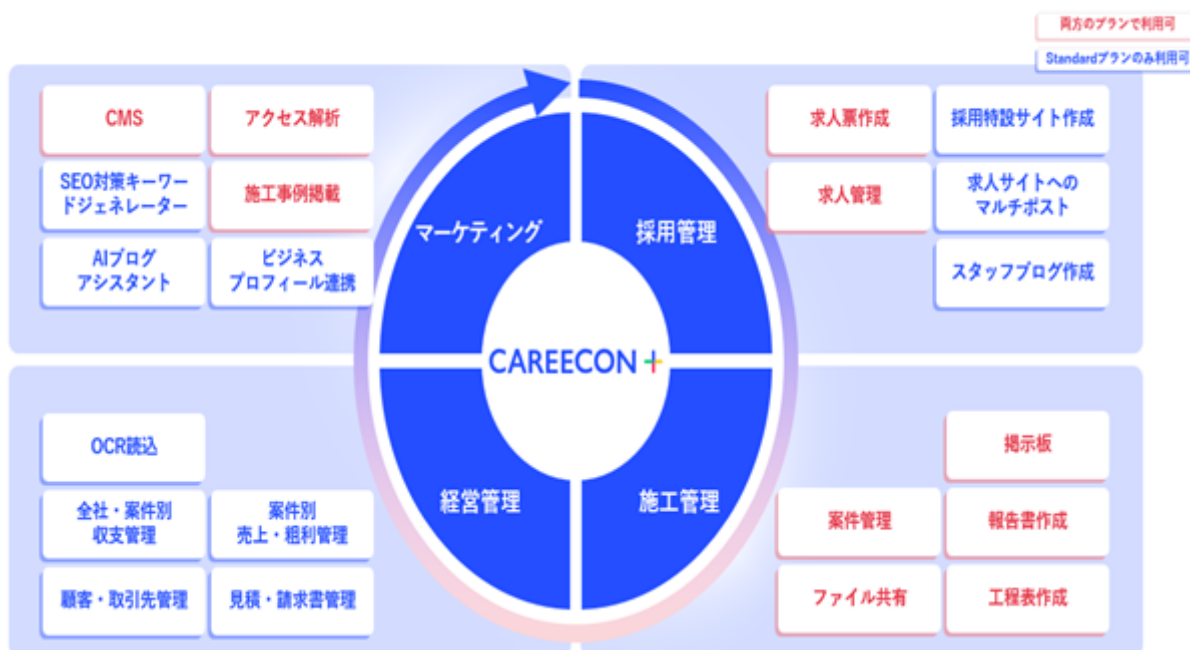 両方のプランで利用可
Standardプランのみ利用可
CMS
アクセス解析
SEO対策キーワー
ドジェネレーター
施工事例掲載
AIブログ
アシスタント
ビジネス
プロフィール連携
マーケティング
採用管理
求人票作成
採用特設サイト作成
求人管理
求人サイトへの
マルチポスト
スタッフブログ作成
CAREECON +
OCR読込
全社・案件別
収支管理
案件別
売上・粗利管理
顧客・取引先管理
見積・請求書管理
経営管理
施工管理
掲示板
案件管理
報告書作成
ファイル共有
工程表作成